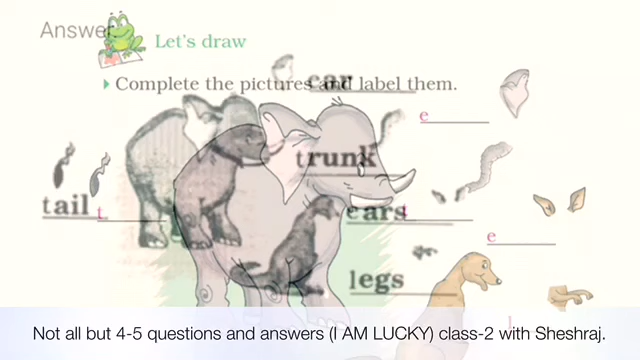 Answer
Let's draw
Complete the pictures and label them.
ear
e
trunk
tail t
ears t
e
legs
l
Not all but 4-5 questions and answers (I AM LUCKY) class-2 with Sheshraj.